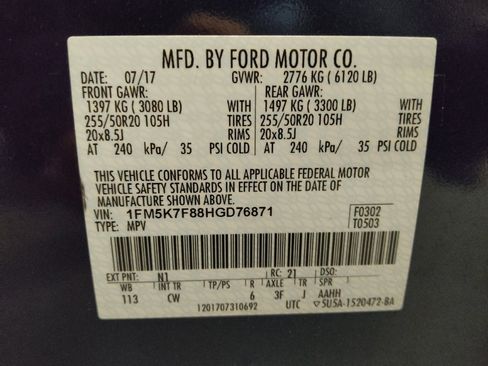 MFD. BY FORD MOTOR CO.
DATE: 07/17 GVWR: 2776 KG ( 6120 LB)
FRONT GAWR: REAR GAWR:
1397 KG ( 3080 LB) WITH 1497 KG ( 3300 LB) WITH
255/50R20 105H TIRES 255/50R20 105H TIRES
20x8.5J RIMS 20x8.5J RIMS
AT 240 kPa/ 35 PSI COLD AT 240 kPa/ 35 PSI COLD
THIS VEHICLE CONFORMS TO ALL APPLICABLE FEDERAL MOTOR
VEHICLE SAFETY STANDARDS IN EFFECT ON THE DATE OF
MANUFACTURE SHOWN ABOVE.
VIN: 1FM5K7F88HGD76871 F0302
TYPE: MPV T0503
EXT PNT: N1 RC: 21 DSO:
WB INT TR TP/PS R AXLE TR SPR
113 CW 6 3F J AAHH
1201707310692 UTC ▽5U5A-1520472-BA